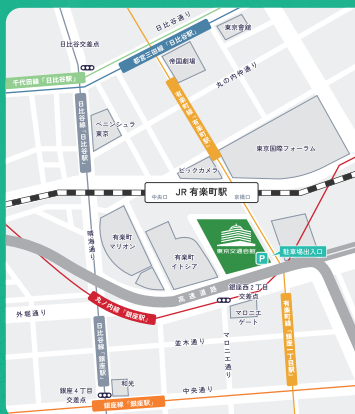 日比谷通り
東京會舘
日比谷交差点
都営三田線「日比谷駅」
帝国劇場
千代田線「日比谷駅」
丸の内仲通り
有楽町線「有楽町駅」
日比谷線「日比谷駅」
ペニンシュラ
東京
東京国際フォーラム
ビックカメラ
JR 有楽町駅
中央口
京橋口
晴海通り
有楽町
マリオン
有楽町
イトシア
東京交通会館
P
駐車場出入口
高速道路
銀座西2丁目
交差点
丸ノ内線「銀座駅」
マロニエ
ゲート
外堀通り
有楽町線「銀座一丁目駅」
日比谷線「銀座駅」
並木通り
マロニエ通り
和光
銀座4丁目
交差点
中央通り
銀座線「銀座駅」